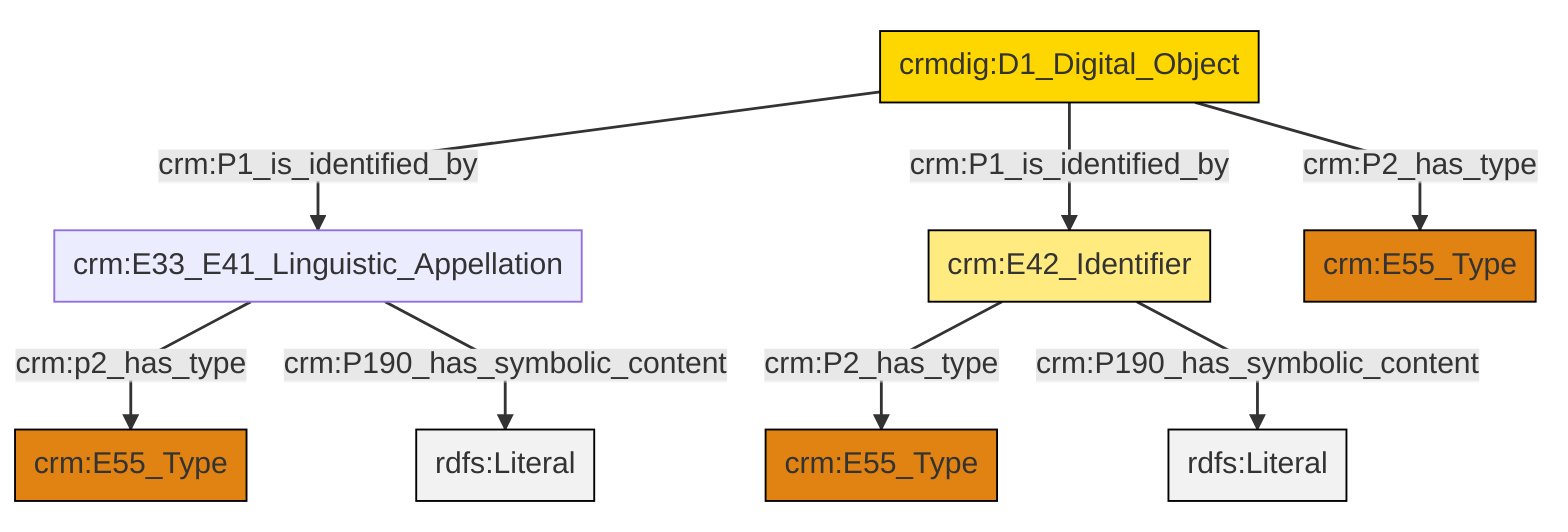 crmdig:D1_Digital_Object
crm:P1_is_identified_by
crm:P1_is_identified_by
crm:P2_has_type
crm:E33_E41_Linguistic_Appellation
crm:E42_Identifier
crm:E55_Type
crm:p2_has_type
crm:P190_has_symbolic_content
crm:P2_has_type
crm:P190_has_symbolic_content
crm:E55_Type
rdfs:Literal
crm:E55_Type
rdfs:Literal